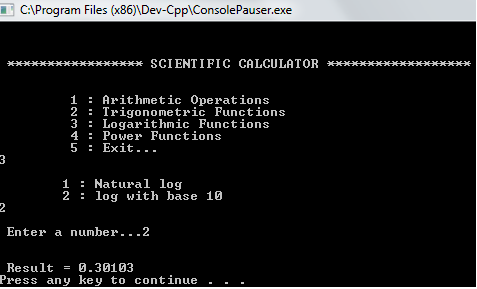 C:\Program Files (x86)\Dev-Cpp\ConsolePauser.exe
***************** SCIENTIFIC CALCULATOR ******************
1 : Arithmetic Operations
2 : Trigonometric Functions
3 : Logarithmic Functions
4 : Power Functions
5 : Exit...
3
1 : Natural log
2 : log with base 10
2
Enter a number...2
Result = 0.30103
Press any key to continue . . .